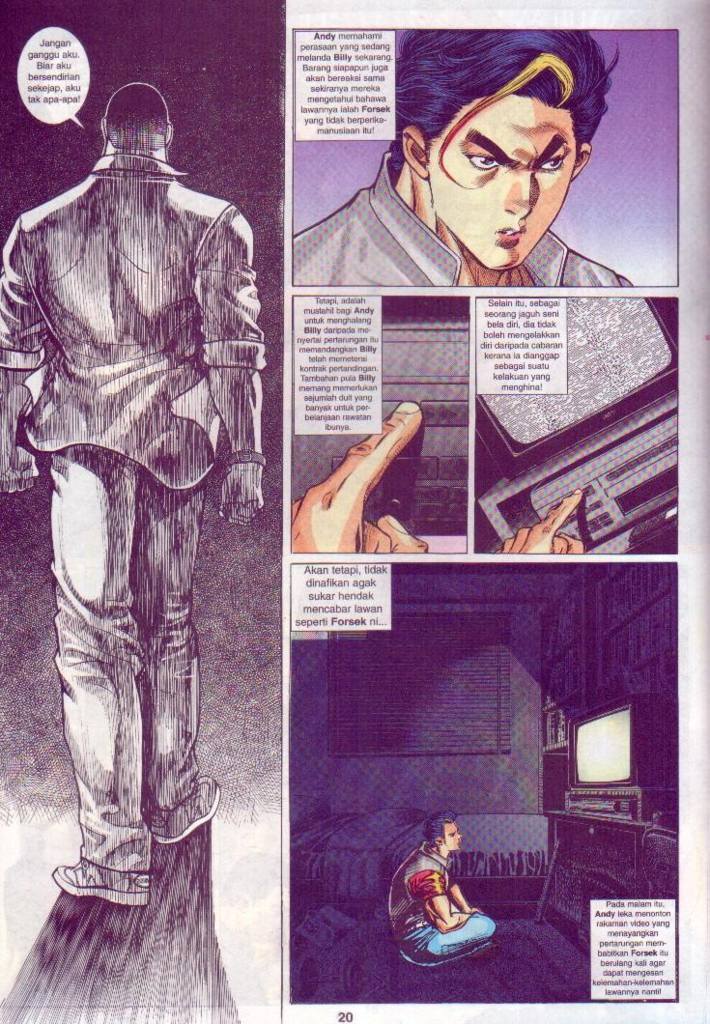 Jangan
ganggu aku.
Biar aku
bersendirian
sekejap, aku
tak apa-apa!
Andy memahami
perasaan yang sedang
melanda Billy sekarang.
Barang siapapun juga
akan bereaksi sama
sekiranya mereka
mengetahui bahawa
lawannya ialah Forsek
yang tidak berperike-
manusiaan itu!
Tetapi, adalah
mustahil bagi Andy
untuk menghalang
Billy daripada me-
nyertai pertarungan itu
memandangkan Billy
telah memeterai
kontrak pertandingan.
Tambahan pula Billy
memang memerlukan
sejumlah duit yang
banyak untuk per-
belanjaan rawatan
ibunya.
Selain itu, sebagai
seorang jaguh seni
bela diri, dia tidak
boleh mengelakkan
diri daripada cabaran
kerana ia dianggap
sebagai suatu
kelakuan yang
menghina!
Akan tetapi, tidak
dinafikan agak
sukar hendak
mencabar lawan
seperti Forsek ni...
Pada malam itu,
Andy leka menonton
rakaman video yang
menayangkan
pertarungan mem-
babitkan Forsek itu
berulang kali agar
dapat mengesan
kelemahan-kelemahan
lawannya nanti!
20